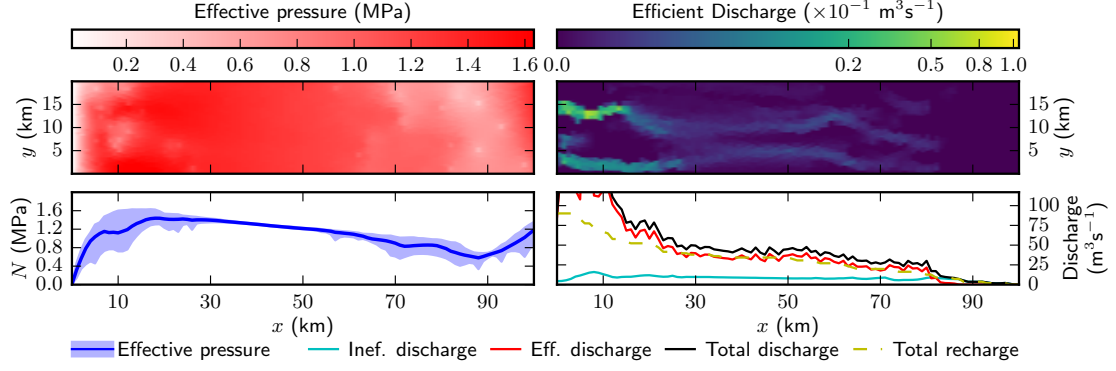 Effective pressure (MPa)
Efficient Discharge (×10⁻¹ m³s⁻¹)
0.2 0.4 0.6 0.8 1.0 1.2 1.4 1.6
0.0 0.2 0.5 0.8 1.0
15
10
5
y (km)
15
10
5
y (km)
1.6
1.2
0.8
0.4
0.0
N (MPa)
100
75
50
25
0
Discharge
(m³s⁻¹)
10 30 50 70 90
10 30 50 70 90
x (km)
x (km)
Effective pressure Inef. discharge Eff. discharge Total discharge Total recharge